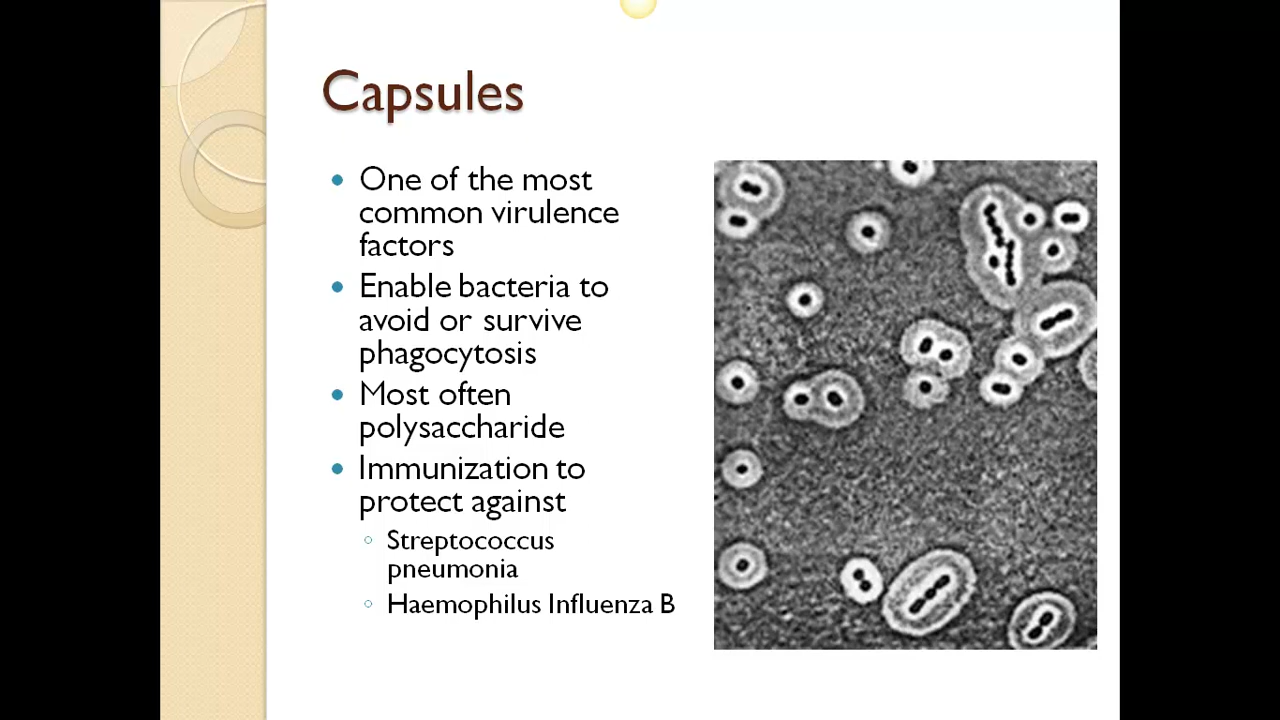 Capsules
One of the most
common virulence
factors
Enable bacteria to
avoid or survive
phagocytosis
Most often
polysaccharide
Immunization to
protect against
Streptococcus
pneumonia
Haemophilus Influenza B